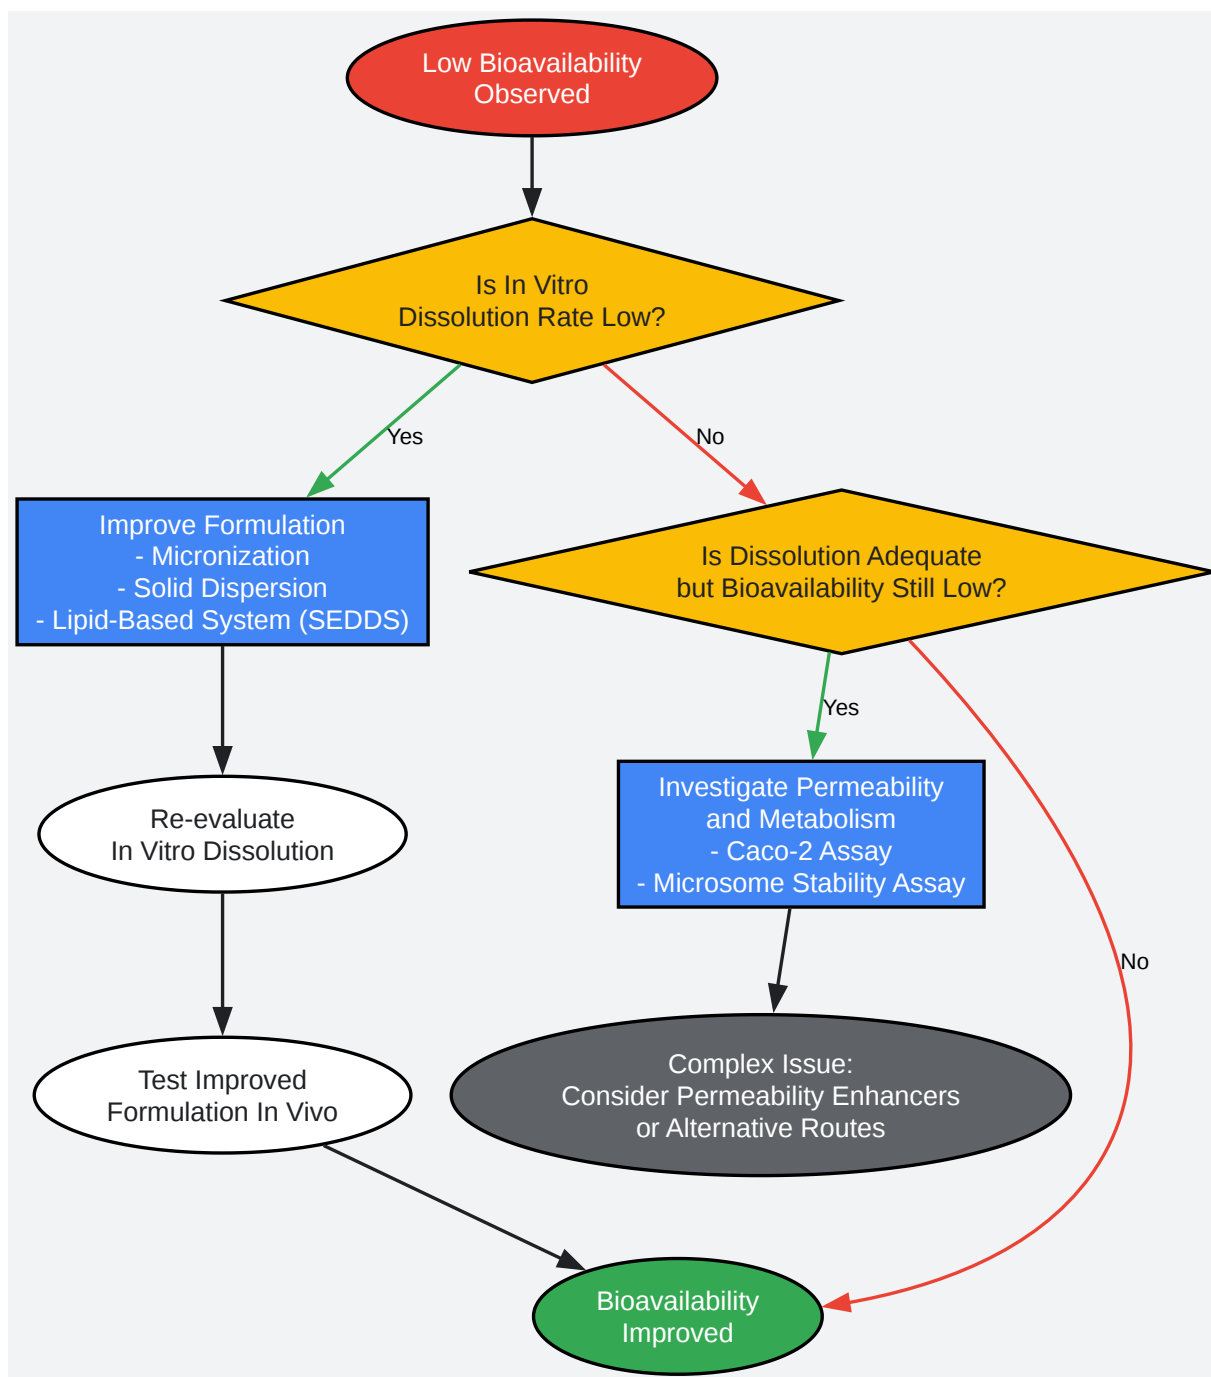 Low Bioavailability
Observed
Is In Vitro
Dissolution Rate Low?
Yes
No
Improve Formulation
- Micronization
- Solid Dispersion
- Lipid-Based System (SEDDS)
Is Dissolution Adequate
but Bioavailability Still Low?
Yes
Re-evaluate
In Vitro Dissolution
Investigate Permeability
and Metabolism
- Caco-2 Assay
- Microsome Stability Assay
No
Test Improved
Formulation In Vivo
Complex Issue:
Consider Permeability Enhancers
or Alternative Routes
Bioavailability
Improved